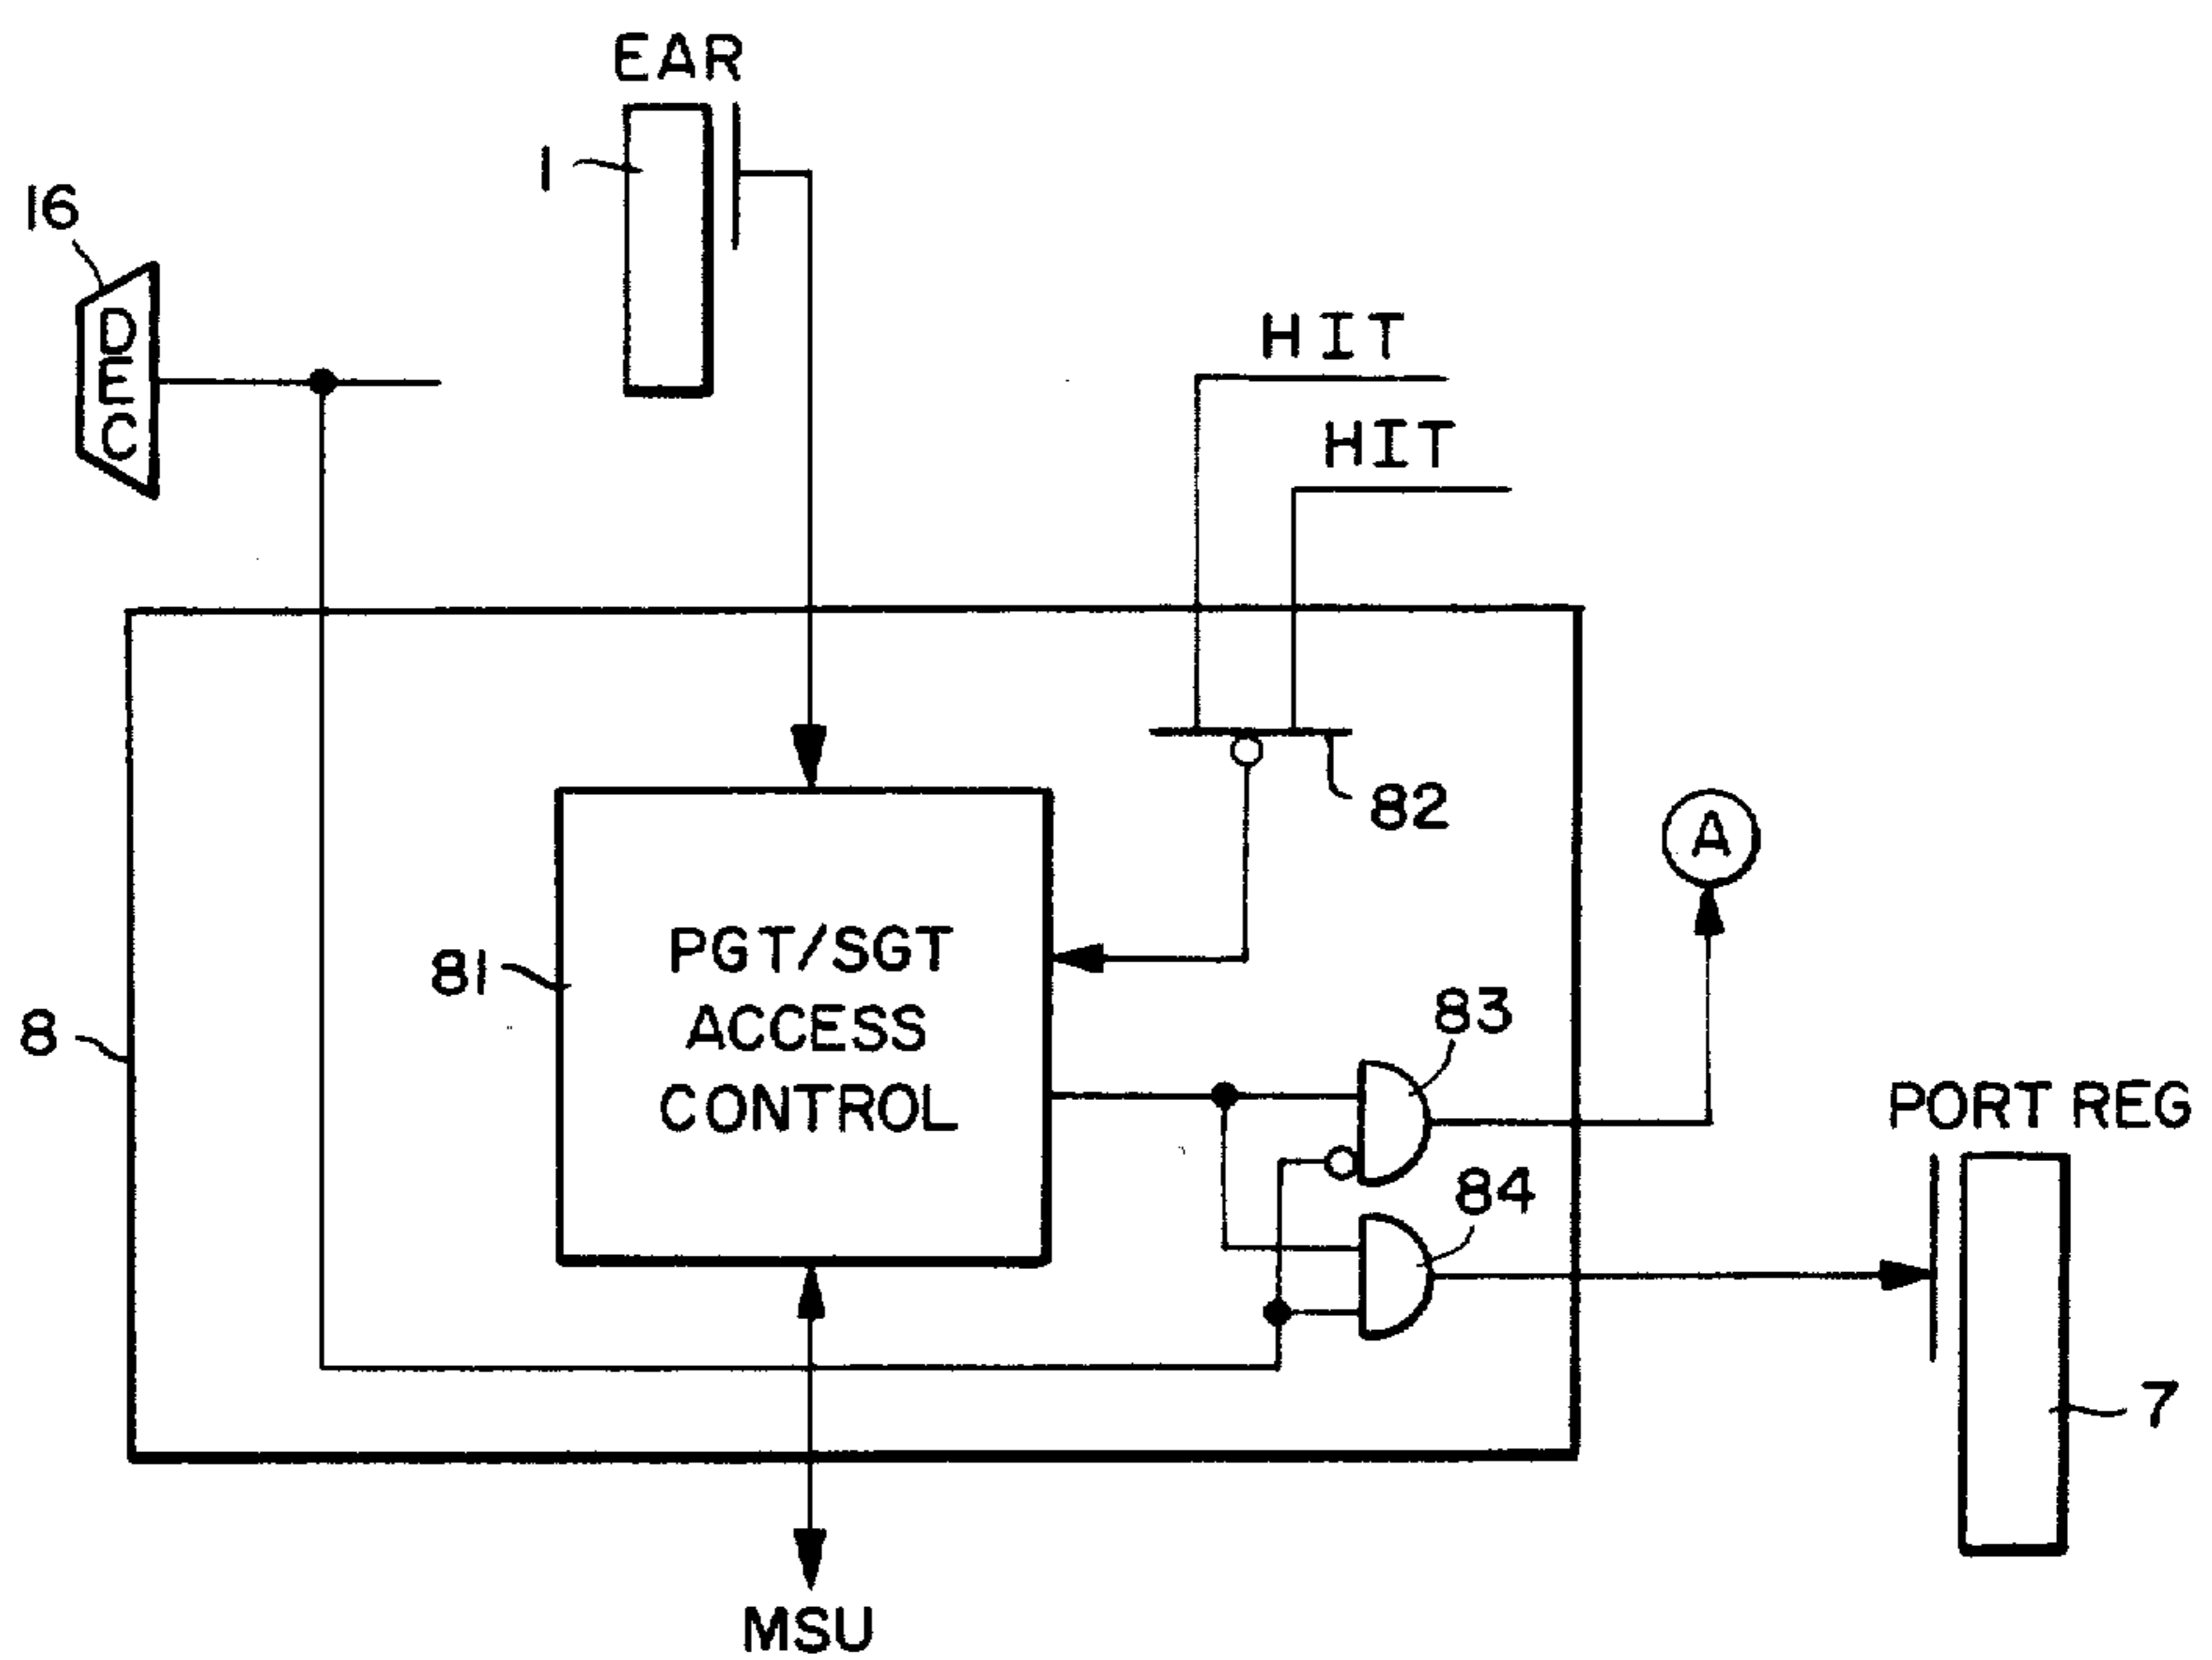 EAR
1
16
DEC
HIT
HIT
82
A
PGT/SGT
ACCESS
CONTROL
81
8
83
PORT REG
84
7
MSU